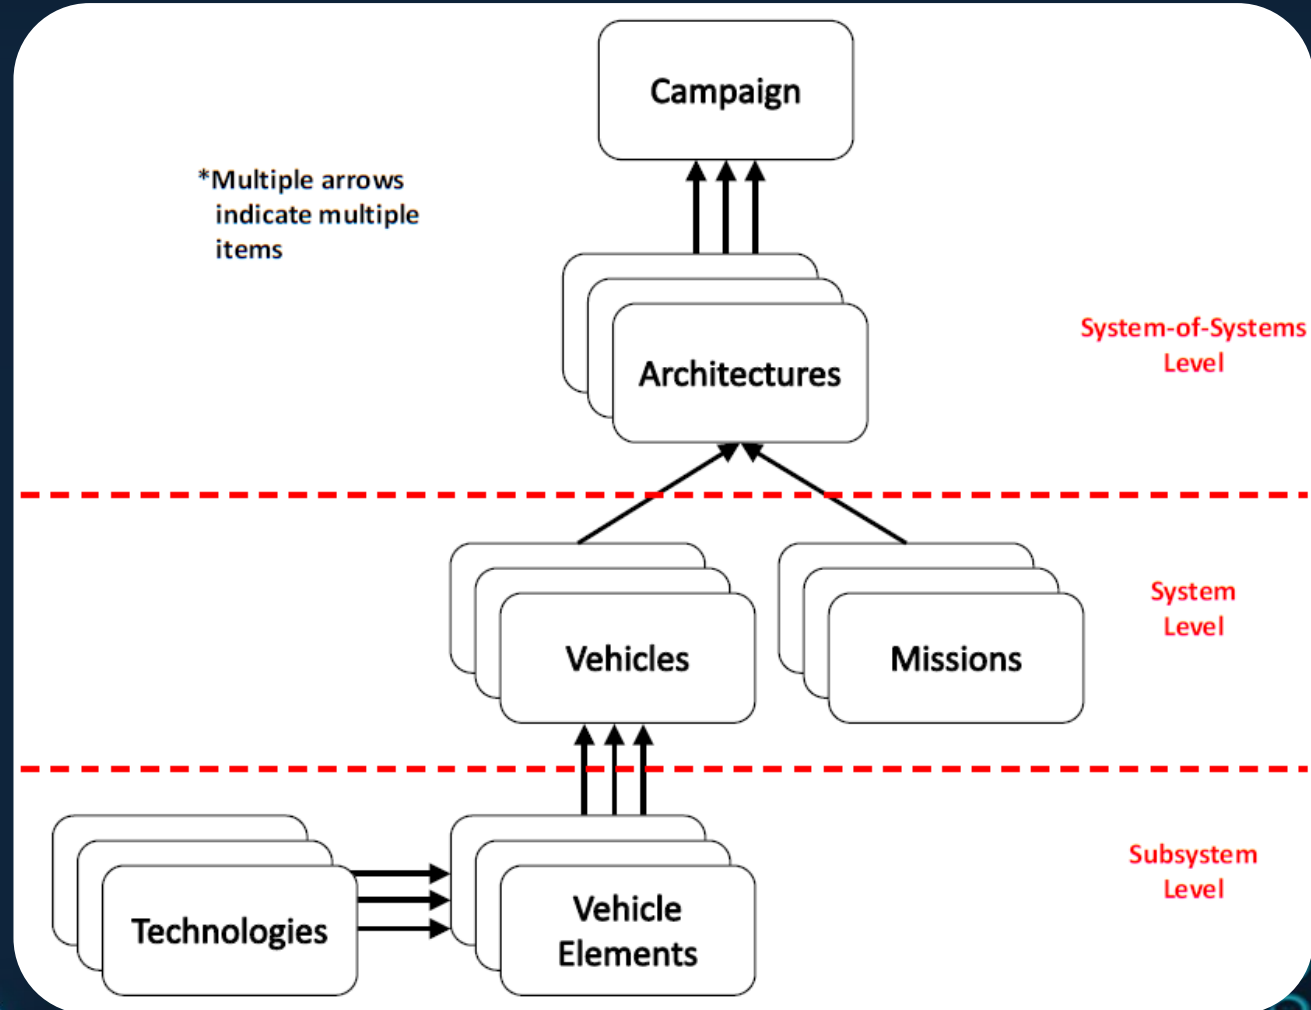 Campaign
*Multiple arrows
indicate multiple
items
System-of-Systems
Level
Architectures
System
Level
Vehicles
Missions
Subsystem
Level
Technologies
Vehicle
Elements